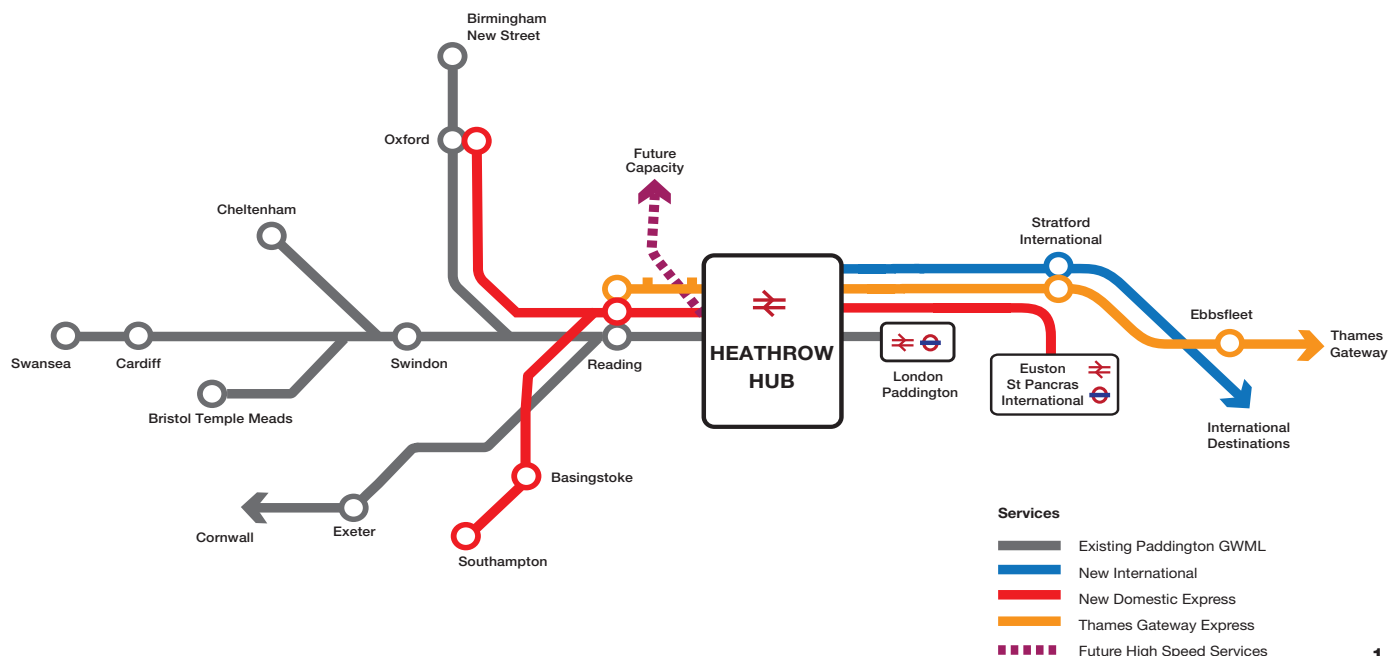 Birmingham
New Street
Oxford
Future
Capacity
Cheltenham
Stratford
International
Ebbsfleet
Thames
Gateway
HEATHROW
HUB
Swansea
Cardiff
Swindon
Reading
London
Paddington
Euston
St Pancras
International
Bristol Temple Meads
International
Destinations
Basingstoke
Cornwall
Exeter
Southampton
Services
Existing Paddington GWML
New International
New Domestic Express
Thames Gateway Express
Future High Speed Services